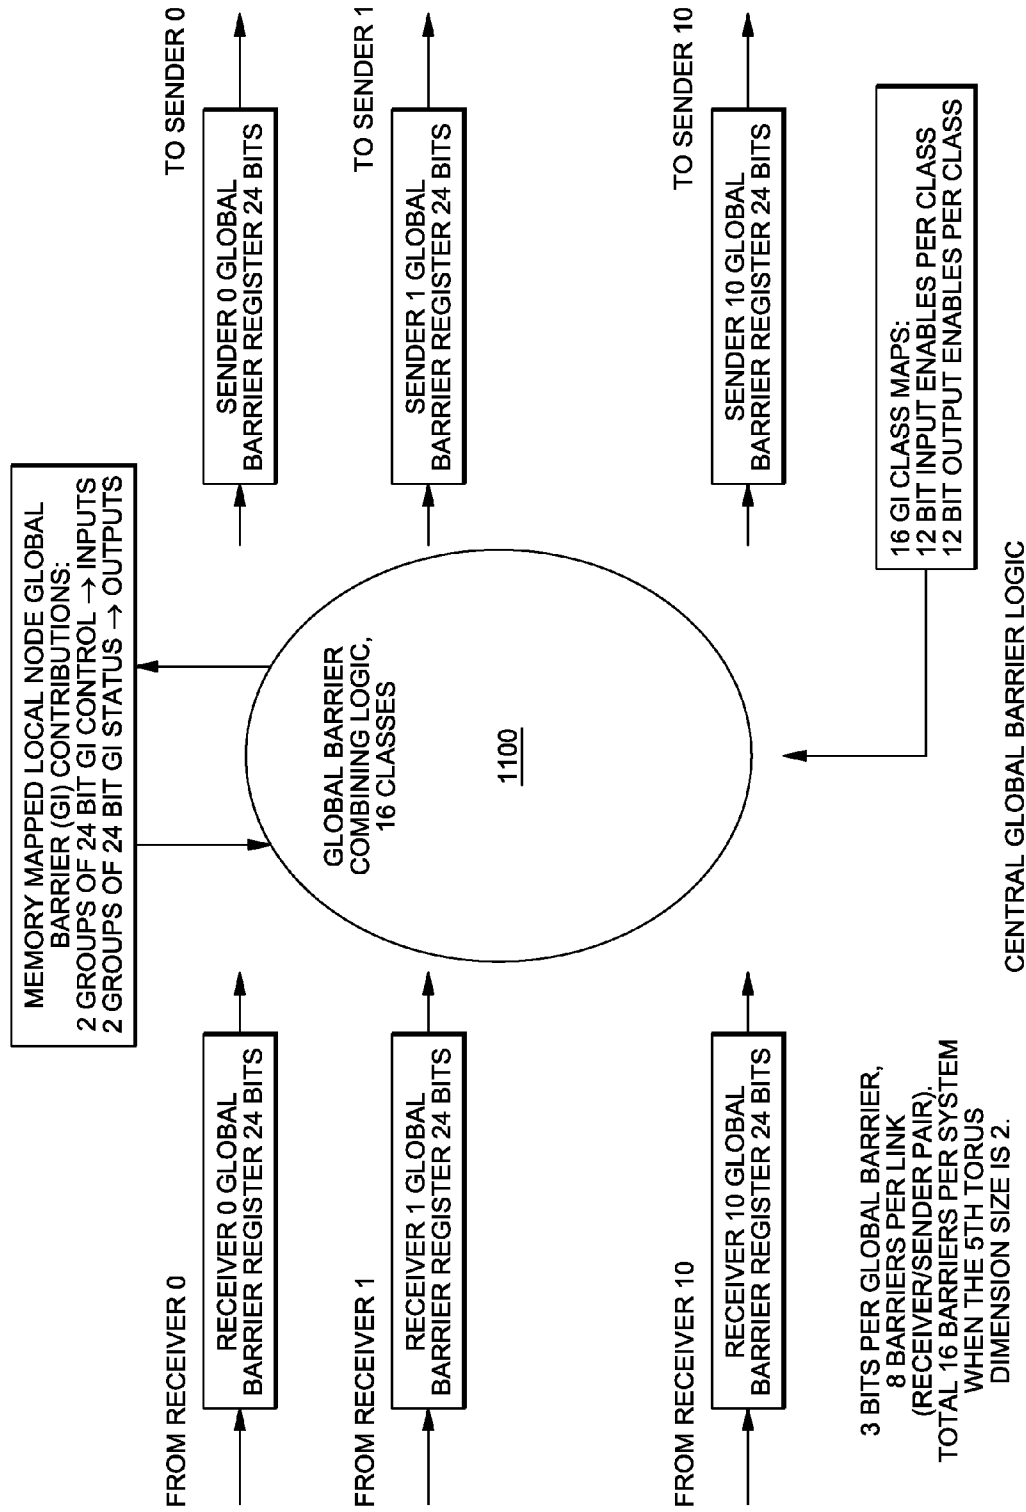 MEMORY MAPPED LOCAL NODE GLOBAL
BARRIER (GI) CONTRIBUTIONS:
2 GROUPS OF 24 BIT GI CONTROL → INPUTS
2 GROUPS OF 24 BIT GI STATUS → OUTPUTS
FROM RECEIVER 0
RECEIVER 0 GLOBAL
BARRIER REGISTER 24 BITS
SENDER 0 GLOBAL
BARRIER REGISTER 24 BITS
TO SENDER 0
FROM RECEIVER 1
RECEIVER 1 GLOBAL
BARRIER REGISTER 24 BITS
GLOBAL BARRIER
COMBINING LOGIC,
16 CLASSES
1100
SENDER 1 GLOBAL
BARRIER REGISTER 24 BITS
TO SENDER 1
FROM RECEIVER 10
RECEIVER 10 GLOBAL
BARRIER REGISTER 24 BITS
SENDER 10 GLOBAL
BARRIER REGISTER 24 BITS
TO SENDER 10
3 BITS PER GLOBAL BARRIER,
8 BARRIERS PER LINK
(RECEIVER/SENDER PAIR).
TOTAL 16 BARRIERS PER SYSTEM
WHEN THE 5TH TORUS
DIMENSION SIZE IS 2.
16 GI CLASS MAPS:
12 BIT INPUT ENABLES PER CLASS
12 BIT OUTPUT ENABLES PER CLASS
CENTRAL GLOBAL BARRIER LOGIC